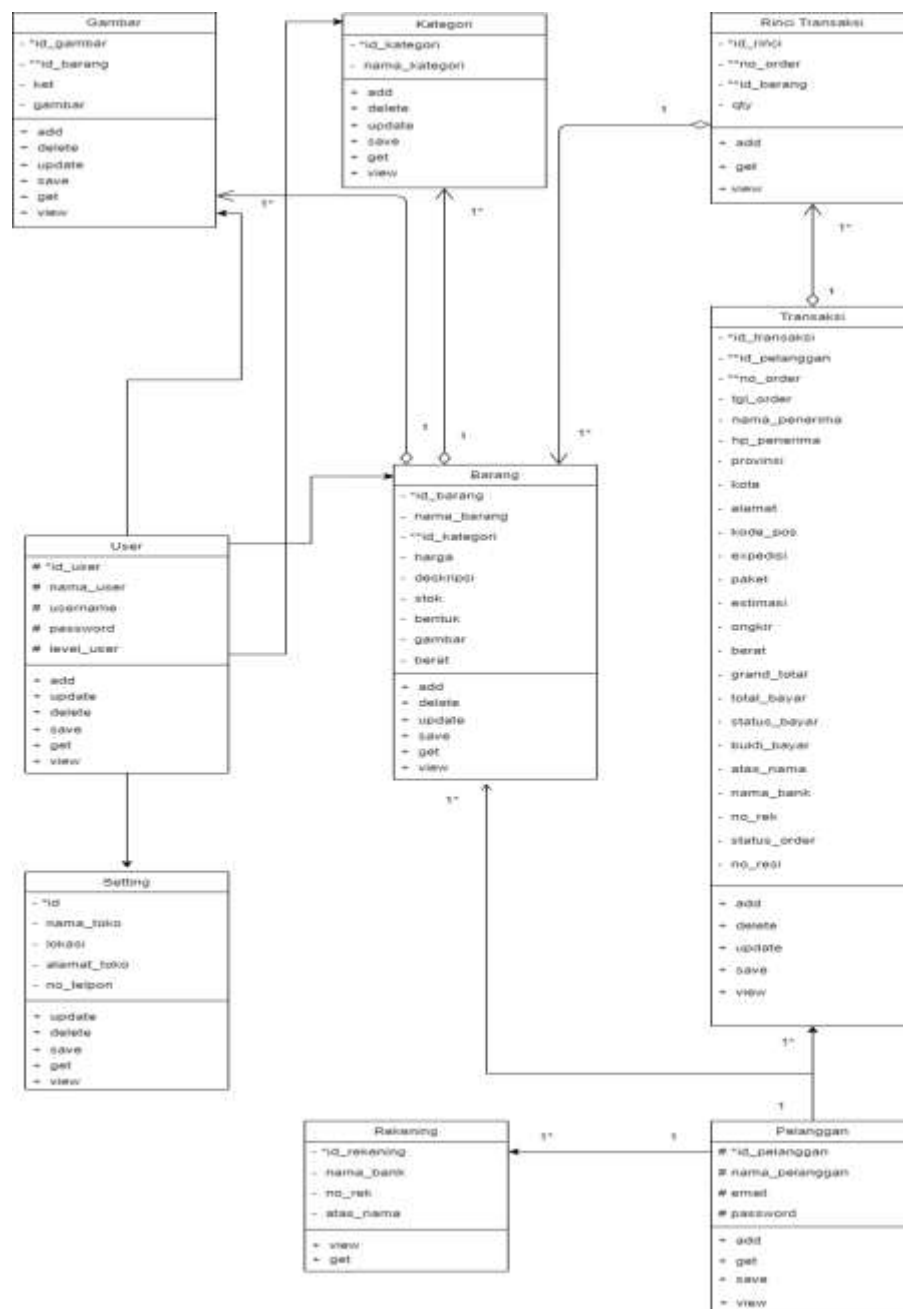 Gambar
- *id_gambar
- **id_barang
- ket
- gambar
+ add
+ delete
+ update
+ save
+ get
+ view
Kategori
- *id_kategori
- nama_kategori
+ add
+ delete
+ update
+ save
+ get
+ view
Rinci Transaksi
- *id_rinci
- **no_order
- **id_barang
- qty
+ add
+ get
+ view
1
1*
1*
1*
1
1
1
1*
Transaksi
- *id_transaksi
- **id_pelanggan
- **no_order
- tgl_order
- nama_penerima
- hp_penerima
- provinsi
- kota
- alamat
- kode_pos
- expedisi
- paket
- estimasi
- ongkir
- berat
- grand_total
- total_bayar
- status_bayar
- bukti_bayar
- atas_nama
- nama_bank
- no_rek
- status_order
- no_resi
+ add
+ delete
+ update
+ save
+ view
Barang
- *id_barang
- nama_barang
- **id_kategori
- harga
- deskripsi
- stok
- bentuk
- gambar
- berat
+ add
+ delete
+ update
+ save
+ get
+ view
User
# *id_user
# nama_user
# username
# password
# level_user
+ add
+ update
+ delete
+ save
+ get
+ view
1*
Setting
- *id
- nama_toko
- lokasi
- alamat_toko
- no_telpon
+ update
+ delete
+ save
+ get
+ view
1*
1
Rekening
- *id_rekening
- nama_bank
- no_rek
- atas_nama
+ view
+ get
1*
1
Pelanggan
# *id_pelanggan
# nama_pelanggan
# email
# password
+ add
+ get
+ save
+ view